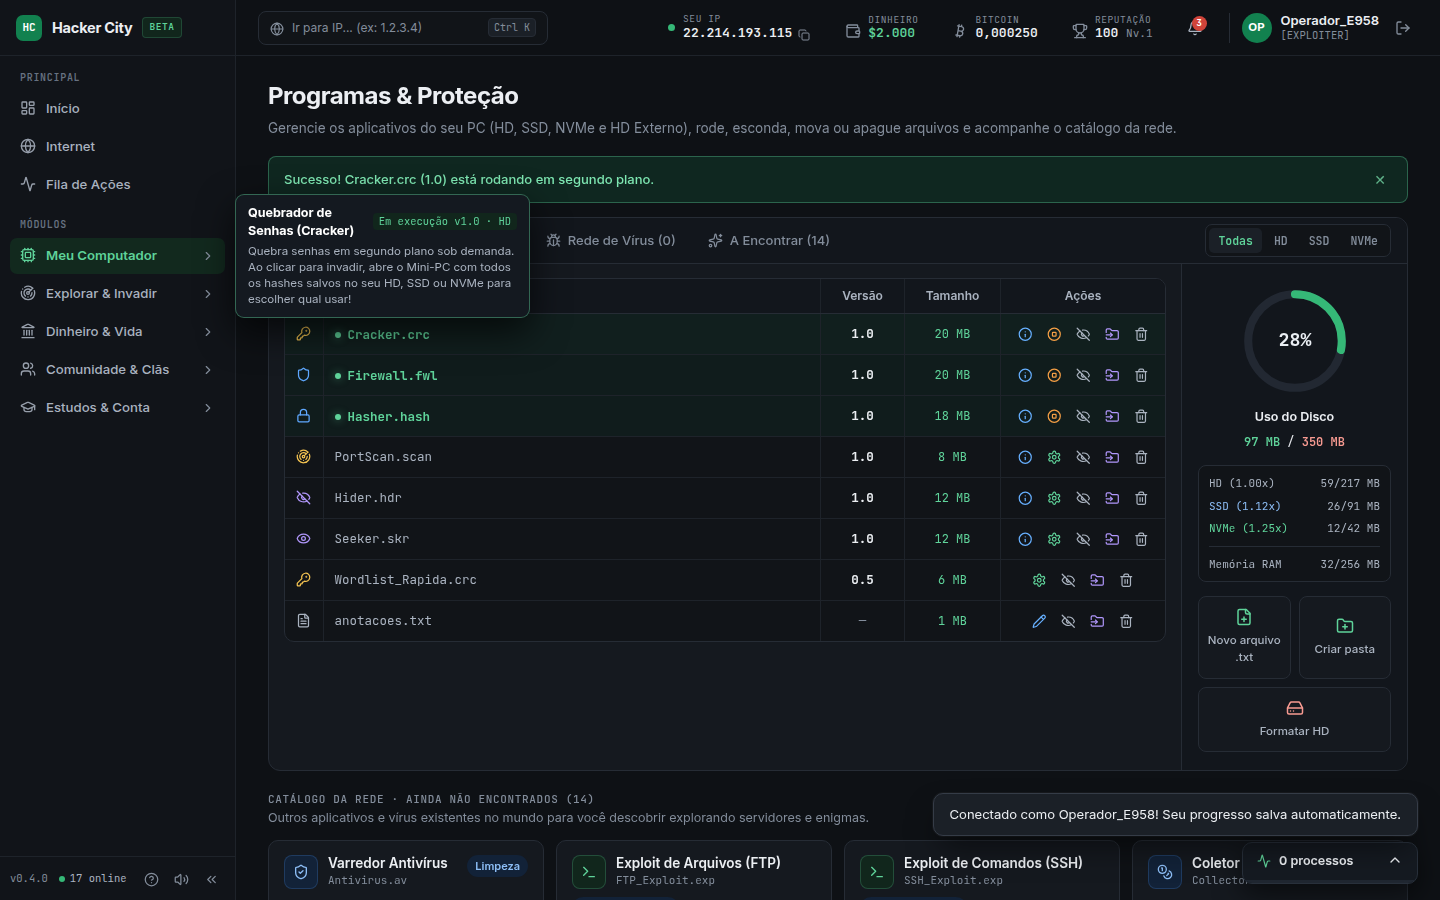 HC Hacker City BETA
Ir para IP... (ex: 1.2.3.4) Ctrl K
SEU IP
22.214.193.115
DINHEIRO
$2.000
BITCOIN
0,000250
REPUTAÇÃO
100 Nv.1
3
OP
Operador_E958
[EXPLOITER]
PRINCIPAL
Início
Internet
Fila de Ações
MÓDULOS
Meu Computador
Explorar & Invadir
Dinheiro & Vida
Comunidade & Clãs
Estudos & Conta
v0.4.0 17 online
Programas & Proteção
Gerencie os aplicativos do seu PC (HD, SSD, NVMe e HD Externo), rode, esconda, mova ou apague arquivos e acompanhe o catálogo da rede.
Sucesso! Cracker.crc (1.0) está rodando em segundo plano.
Quebrador de
Senhas (Cracker)
Em execução v1.0 · HD
Quebra senhas em segundo plano sob demanda.
Ao clicar para invadir, abre o Mini-PC com todos
os hashes salvos no seu HD, SSD ou NVMe para
escolher qual usar!
Rede de Vírus (0) A Encontrar (14)
Todas HD SSD NVMe
Versão Tamanho Ações
Cracker.crc 1.0 20 MB
Firewall.fwl 1.0 20 MB
Hasher.hash 1.0 18 MB
PortScan.scan 1.0 8 MB
Hider.hdr 1.0 12 MB
Seeker.skr 1.0 12 MB
Wordlist_Rapida.crc 0.5 6 MB
anotacoes.txt — 1 MB
28%
Uso do Disco
97 MB / 350 MB
HD (1.00x) 59/217 MB
SSD (1.12x) 26/91 MB
NVMe (1.25x) 12/42 MB
Memória RAM 32/256 MB
Novo arquivo
.txt
Criar pasta
Formatar HD
CATÁLOGO DA REDE · AINDA NÃO ENCONTRADOS (14)
Outros aplicativos e vírus existentes no mundo para você descobrir explorando servidores e enigmas.
Conectado como Operador_E958! Seu progresso salva automaticamente.
Varredor Antivírus
Antivirus.av
Limpeza
Exploit de Arquivos (FTP)
FTP_Exploit.exp
Exploit de Comandos (SSH)
SSH_Exploit.exp
Coletor
0 processos